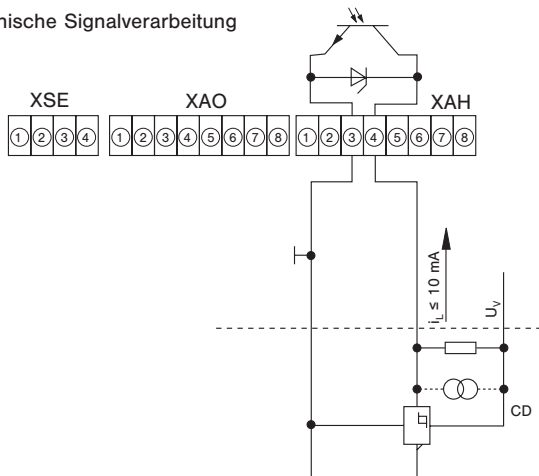 nische Signalverarbeitung
XSE XAO XAH
1 2 3 4 1 2 3 4 5 6 7 8 1 2 3 4 5 6 7 8
i_L ≤ 10 mA
U_V
CD